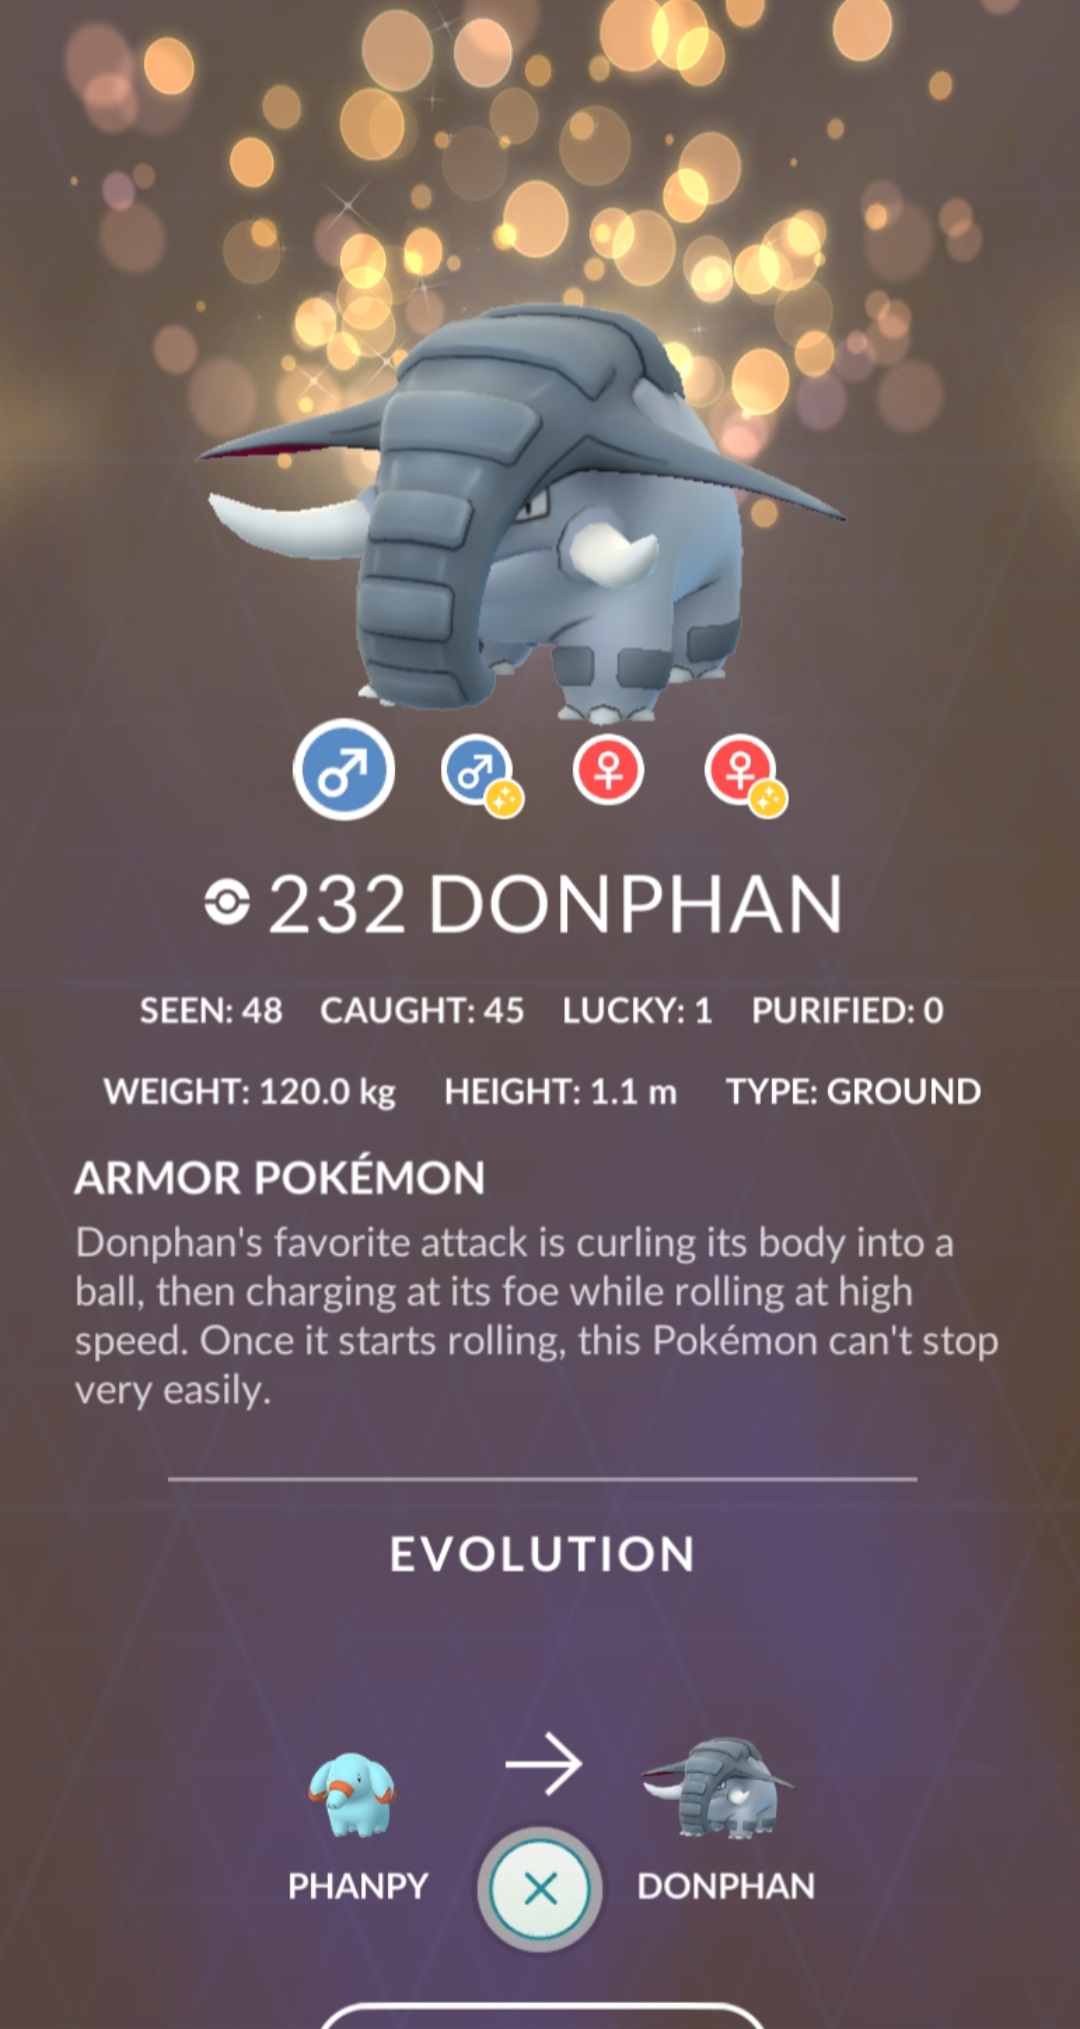 232 DONPHAN
SEEN: 48 CAUGHT: 45 LUCKY: 1 PURIFIED: 0
WEIGHT: 120.0 kg HEIGHT: 1.1 m TYPE: GROUND
ARMOR POKÉMON
Donphan's favorite attack is curling its body into a
ball, then charging at its foe while rolling at high
speed. Once it starts rolling, this Pokémon can't stop
very easily.
EVOLUTION
PHANPY DONPHAN